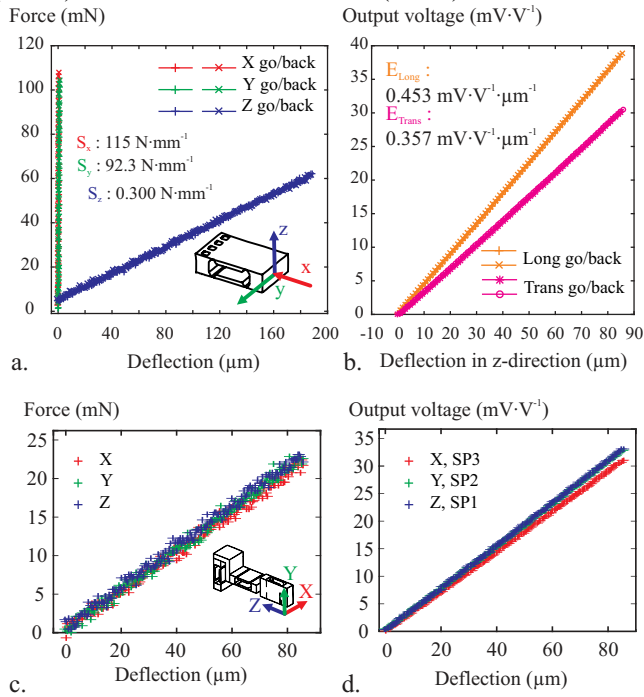 Force (mN)
120
100
80
60
40
20
0
0
40
80
120
160
200
X go/back
Y go/back
Z go/back
Sx : 115 N·mm⁻¹
Sy : 92.3 N·mm⁻¹
Sz : 0.300 N·mm⁻¹
z
x
y
a.
Deflection (µm)
Output voltage (mV·V⁻¹)
40
35
30
25
20
15
10
5
0
-10
0
10
20
30
40
50
60
70
80
90
ELong :
0.453 mV·V⁻¹·µm⁻¹
ETrans :
0.357 mV·V⁻¹·µm⁻¹
Long go/back
Trans go/back
b.
Deflection in z-direction (µm)
Force (mN)
25
20
15
10
5
0
0
20
40
60
80
X
Y
Z
Y
X
Z
c.
Deflection (µm)
Output voltage (mV·V⁻¹)
35
30
25
20
15
10
5
0
0
20
40
60
80
X, SP3
Y, SP2
Z, SP1
d.
Deflection (µm)